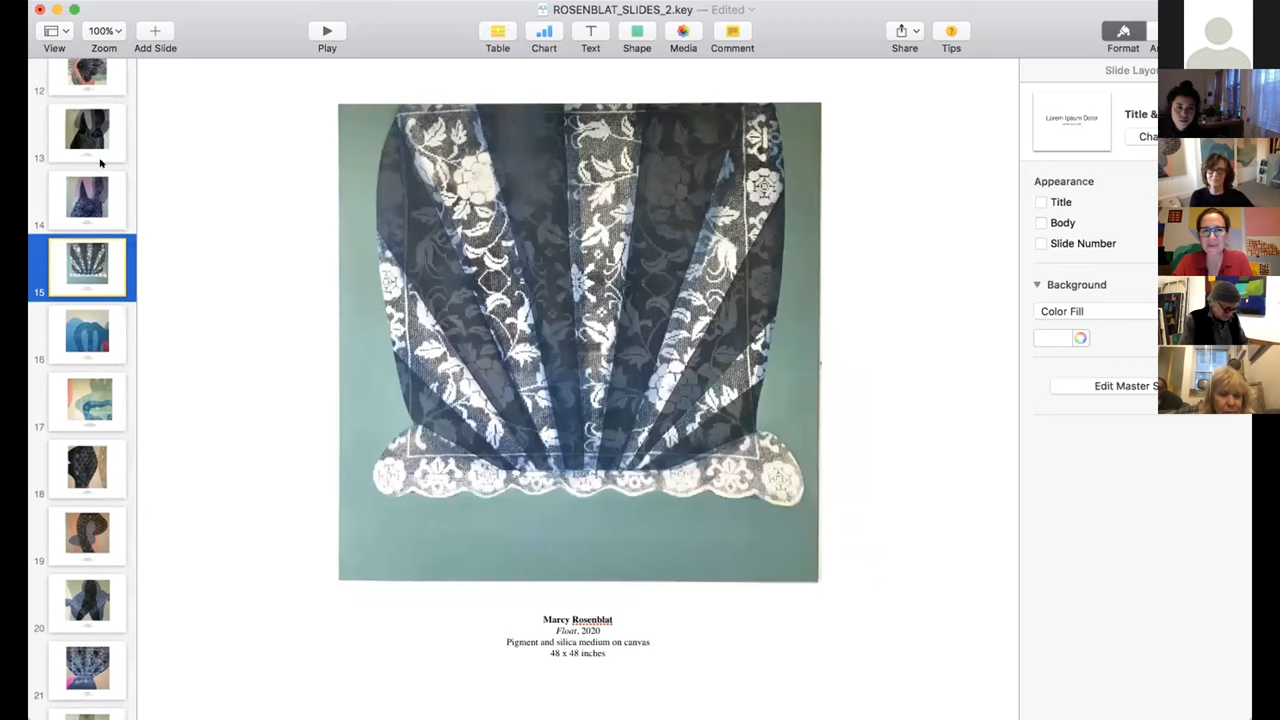 ROSENBLAT_SLIDES_2.key — Edited
100%
View
Zoom
Add Slide
Play
Table
Chart
Text
Shape
Media
Comment
Share
Tips
Format
Slide Layo
12
13
14
15
16
17
18
19
20
21
Lorem Ipsum Dolor
Title &
Cha
Appearance
Title
Body
Slide Number
Background
Color Fill
Edit Master S
Marcy Rosenblat
Float, 2020
Pigment and silica medium on canvas
48 x 48 inches